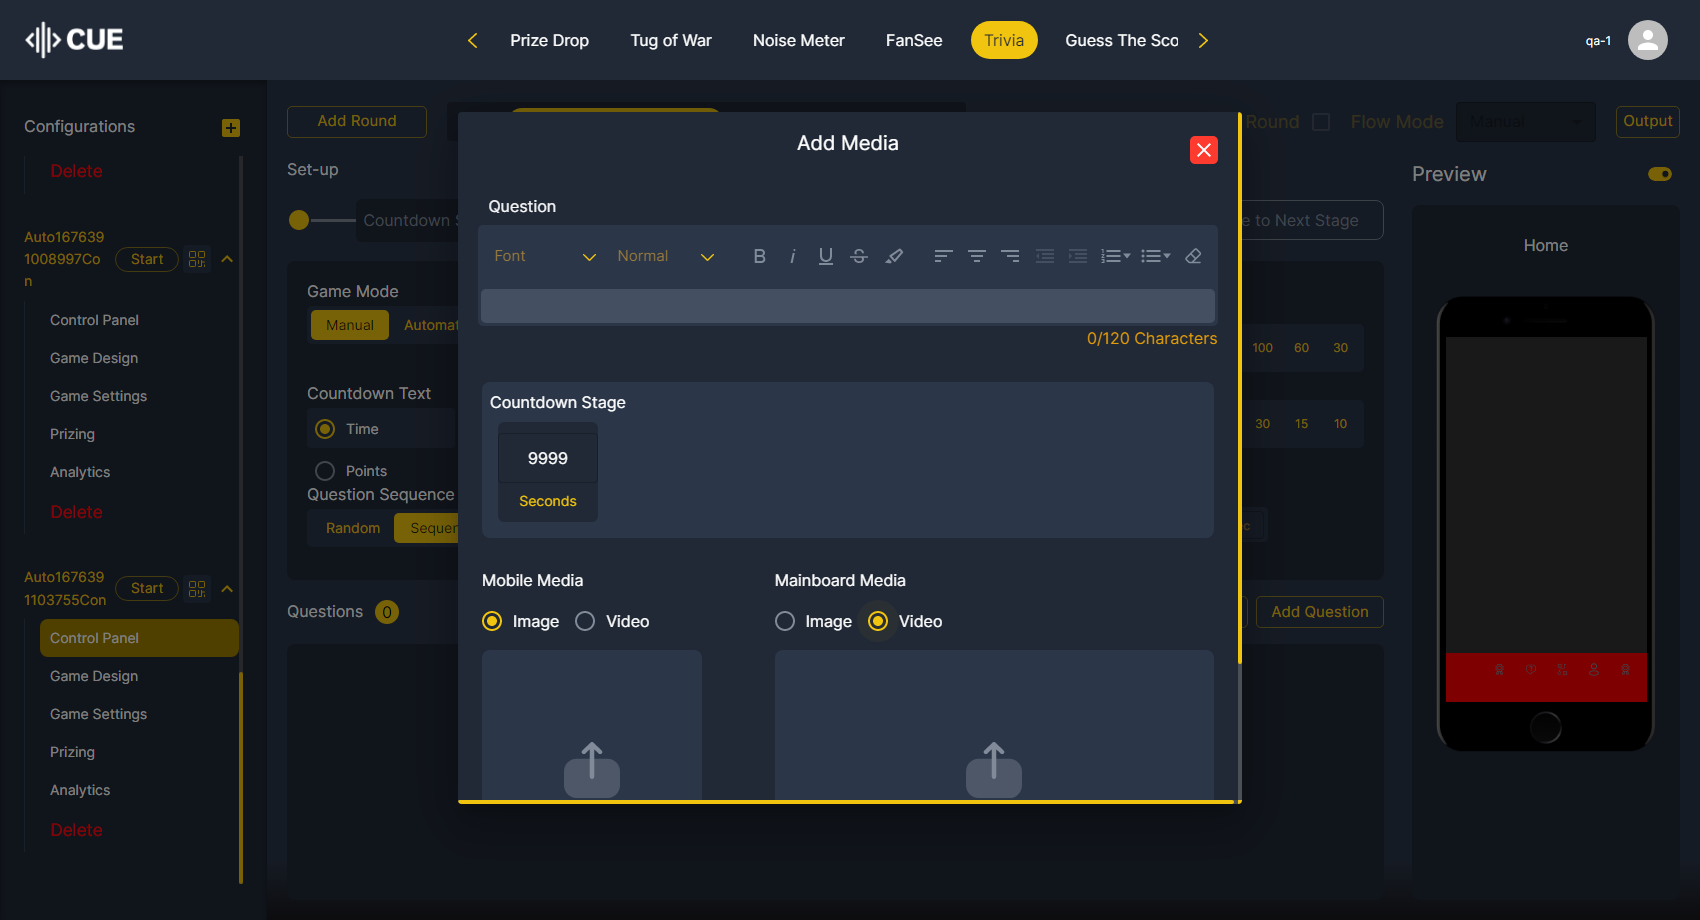 CUE
Prize Drop
Tug of War
Noise Meter
FanSee
Trivia
Guess The Sco
qa-1
Configurations
Delete
Auto167639
1008997Co
n
Start
Control Panel
Game Design
Game Settings
Prizing
Analytics
Delete
Auto167639
1103755Con
Start
Control Panel
Game Design
Game Settings
Prizing
Analytics
Delete
Add Round
Round
Flow Mode
Manual
Output
Set-up
Countdown S
e to Next Stage
Game Mode
Manual
Automat
Countdown Text
Time
Points
Question Sequence
Random
Sequen
100
60
30
30
15
10
Questions
0
Add Question
Add Media
Question
Font
Normal
B
i
U
S
0/120 Characters
Countdown Stage
9999
Seconds
Mobile Media
Image
Video
Mainboard Media
Image
Video
Preview
Home